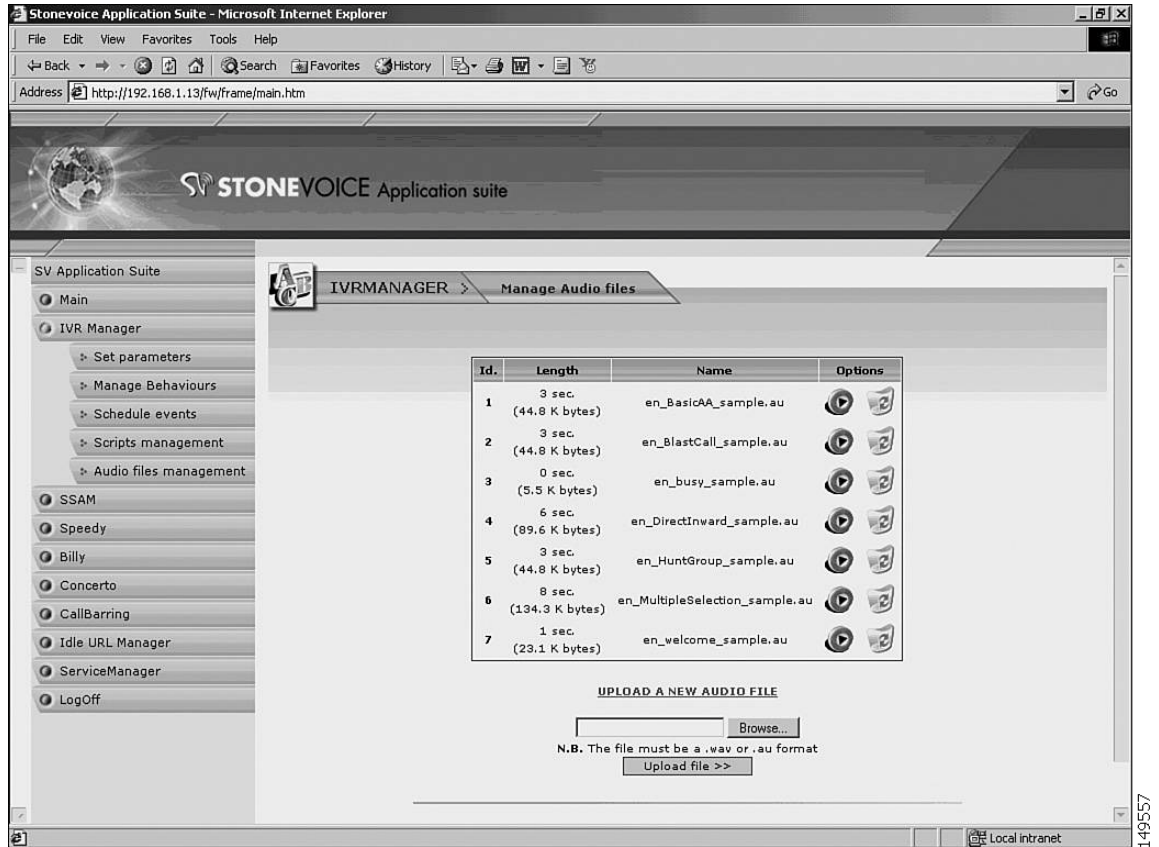 Stonevoice Application Suite - Microsoft Internet Explorer
File Edit View Favorites Tools Help
Back Search Favorites History
Address http://192.168.1.13/fw/frame/main.htm Go
SV STONEVOICE Application suite
SV Application Suite
Main
IVR Manager
Set parameters
Manage Behaviours
Schedule events
Scripts management
Audio files management
SSAM
Speedy
Billy
Concerto
CallBarring
Idle URL Manager
ServiceManager
LogOff
IVRMANAGER > Manage Audio files
Id. Length Name Options
1 3 sec. (44.8 K bytes) en_BasicAA_sample.au
2 3 sec. (44.8 K bytes) en_BlastCall_sample.au
3 0 sec. (5.5 K bytes) en_busy_sample.au
4 6 sec. (89.6 K bytes) en_DirectInward_sample.au
5 3 sec. (44.8 K bytes) en_HuntGroup_sample.au
6 8 sec. (134.3 K bytes) en_MultipleSelection_sample.au
7 1 sec. (23.1 K bytes) en_welcome_sample.au
UPLOAD A NEW AUDIO FILE
Browse...
N.B. The file must be a .wav or .au format
Upload file >>
Local intranet
149557